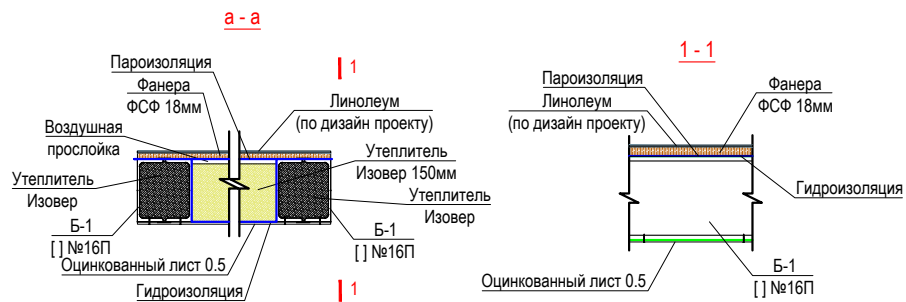 а - а
Пароизоляция
Фанера
ФСФ 18мм
Воздушная
прослойка
Утеплитель
Изовер
Б-1
[ ] №16П
Оцинкованный лист 0.5
Гидроизоляция
1
Линолеум
(по дизайн проекту)
Утеплитель
Изовер 150мм
Утеплитель
Изовер
Б-1
[ ] №16П
1
1 - 1
Пароизоляция
Линолеум
(по дизайн проекту)
Фанера
ФСФ 18мм
Гидроизоляция
Б-1
[ ] №16П
Оцинкованный лист 0.5